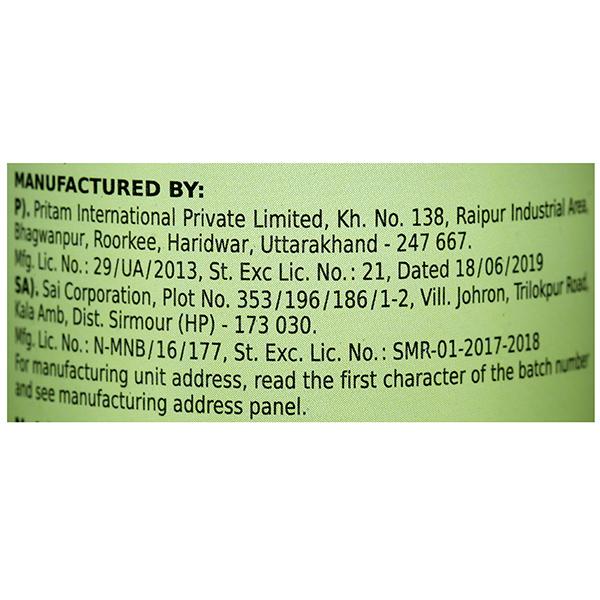 MANUFACTURED BY:
P). Pritam International Private Limited, Kh. No. 138, Raipur Industrial Area,
Bhagwanpur, Roorkee, Haridwar, Uttarakhand - 247 667.
Mfg. Lic. No.: 29/UA/2013, St. Exc Lic. No.: 21, Dated 18/06/2019
SA). Sai Corporation, Plot No. 353/196/186/1-2, Vill. Johron, Trilokpur Road,
Kala Amb, Dist. Sirmour (HP) - 173 030.
Mfg. Lic. No.: N-MNB/16/177, St. Exc. Lic. No.: SMR-01-2017-2018
For manufacturing unit address, read the first character of the batch number
and see manufacturing address panel.